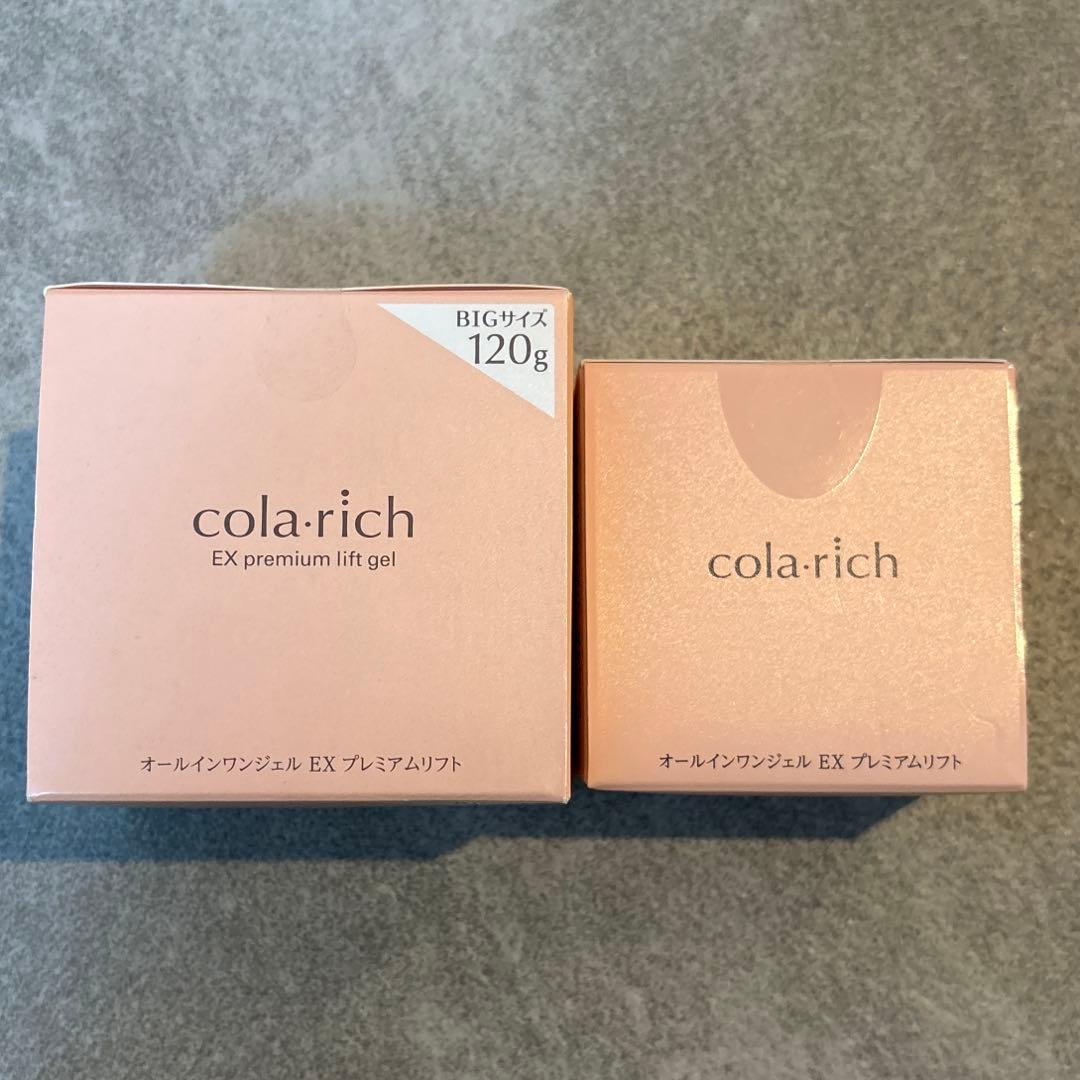 BIGサイズ
120g
cola·rich
EX premium lift gel
オールインワンジェル EX プレミアムリフト
cola·rich
オールインワンジェル EX プレミアムリフト